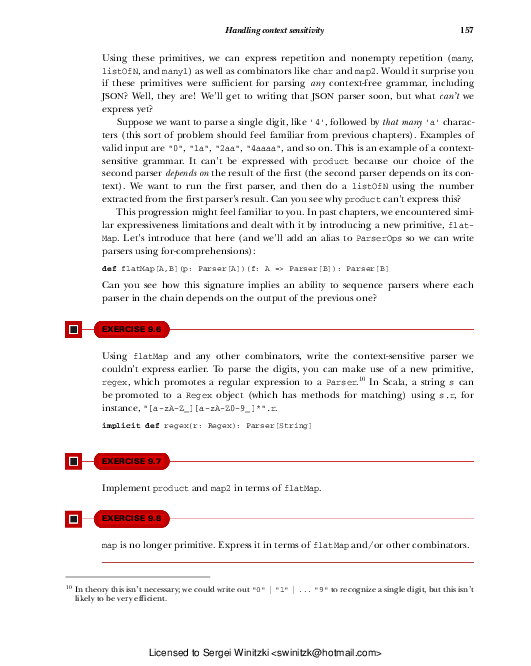 Handling context sensitivity 157
Using these primitives, we can express repetition and nonempty repetition (many,
listOfN, and many1) as well as combinators like char and map2. Would it surprise you
if these primitives were sufficient for parsing any context-free grammar, including
JSON? Well, they are! We'll get to writing that JSON parser soon, but what can't we
express yet?
Suppose we want to parse a single digit, like '4', followed by that many 'a' charac-
ters (this sort of problem should feel familiar from previous chapters). Examples of
valid input are "0", "1a", "2aa", "4aaaa", and so on. This is an example of a context-
sensitive grammar. It can't be expressed with product because our choice of the
second parser depends on the result of the first (the second parser depends on its con-
text). We want to run the first parser, and then do a listOfN using the number
extracted from the first parser's result. Can you see why product can't express this?
This progression might feel familiar to you. In past chapters, we encountered simi-
lar expressiveness limitations and dealt with it by introducing a new primitive, flat-
Map. Let's introduce that here (and we'll add an alias to ParserOps so we can write
parsers using for-comprehensions):
def flatMap[A,B](p: Parser[A])(f: A => Parser[B]): Parser[B]
Can you see how this signature implies an ability to sequence parsers where each
parser in the chain depends on the output of the previous one?
EXERCISE 9.6
Using flatMap and any other combinators, write the context-sensitive parser we
couldn't express earlier. To parse the digits, you can make use of a new primitive,
regex, which promotes a regular expression to a Parser.10 In Scala, a string s can
be promoted to a Regex object (which has methods for matching) using s.r, for
instance, "[a-zA-Z_][a-zA-Z0-9_]*".r.
implicit def regex(r: Regex): Parser[String]
EXERCISE 9.7
Implement product and map2 in terms of flatMap.
EXERCISE 9.8
map is no longer primitive. Express it in terms of flatMap and/or other combinators.
10 In theory this isn't necessary; we could write out "0" | "1" | ... "9" to recognize a single digit, but this isn't
likely to be very efficient.
Licensed to Sergei Winitzki <swinitzk@hotmail.com>